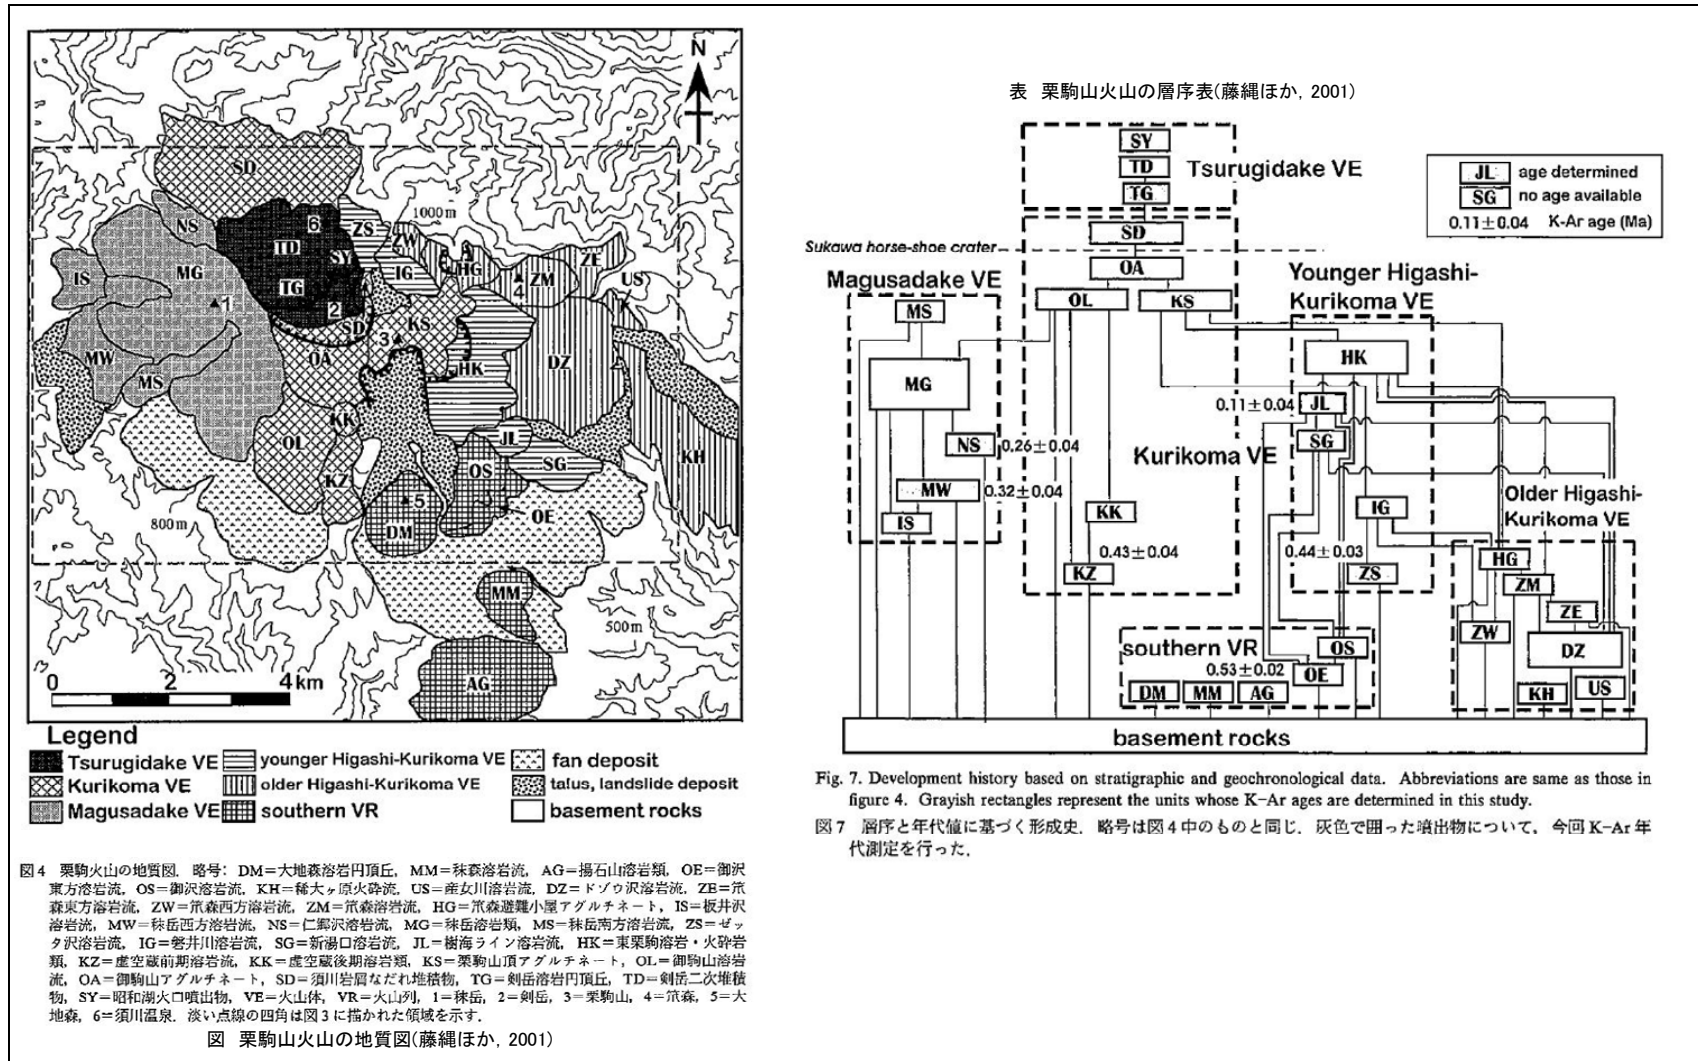 N
SD
1000m
NS
6
ZS
ZW
TD
SY
IG
HG
ZE
IS
MG
4
ZM
US
1
TG
2
SD
KS
3
OA
MW
HK
DZ
MS
KK
JL
OL
KH
OS
SG
KZ
5
OE
800m
DM
MM
500m
AG
0 2 4 km
Legend
Tsurugidake VE
younger Higashi-Kurikoma VE
fan deposit
Kurikoma VE
older Higashi-Kurikoma VE
talus, landslide deposit
Magusadake VE
southern VR
basement rocks
図4 栗駒火山の地質図. 略号: DM=大地森溶岩円頂丘, MM=秣森溶岩流, AG=揚石山溶岩類, OE=御沢
東方溶岩流, OS=御沢溶岩流, KH=稀大ヶ原火砕流, US=産女川溶岩流, DZ=ドゾウ沢溶岩流, ZE=笊
森東方溶岩流, ZW=笊森西方溶岩流, ZM=笊森溶岩流, HG=笊森避難小屋アグルチネート, IS=板井沢
溶岩流, MW=秣岳西方溶岩流, NS=仁郷沢溶岩流, MG=秣岳溶岩類, MS=秣岳南方溶岩流, ZS=ゼッ
タ沢溶岩流, IG=磐井川溶岩流, SG=新湯口溶岩流, JL=樹海ライン溶岩流, HK=東栗駒溶岩・火砕岩
類, KZ=虚空蔵前期溶岩流, KK=虚空蔵後期溶岩類, KS=栗駒山頂アグルチネート, OL=御駒山溶岩
流, OA=御駒山アグルチネート, SD=須川岩屑なだれ堆積物, TG=剣岳溶岩円頂丘, TD=剣岳二次堆積
物, SY=昭和湖火口噴出物, VE=火山体, VR=火山列, 1=秣岳, 2=剣岳, 3=栗駒山, 4=笊森, 5=大
地森, 6=須川温泉. 淡い点線の四角は図3に描かれた領域を示す.
図 栗駒山火山の地質図(藤縄ほか, 2001)
表 栗駒山火山の層序表(藤縄ほか, 2001)
SY
TD
TG
Tsurugidake VE
JL age determined
SG no age available
0.11±0.04 K-Ar age (Ma)
SD
Sukawa horse-shoe crater
OA
Magusadake VE
OL
KS
Younger Higashi-
Kurikoma VE
MS
HK
MG
0.11±0.04
JL
NS
0.26±0.04
Kurikoma VE
SG
MW
0.32±0.04
IS
KK
IG
Older Higashi-
Kurikoma VE
0.43±0.04
KZ
0.44±0.03
ZS
HG
ZM
ZE
ZW
southern VR
OS
DZ
0.53±0.02
OE
DM
MM
AG
KH
US
basement rocks
Fig. 7. Development history based on stratigraphic and geochronological data. Abbreviations are same as those in
figure 4. Grayish rectangles represent the units whose K-Ar ages are determined in this study.
図7 層序と年代値に基づく形成史. 略号は図4中のものと同じ. 灰色で囲った噴出物について, 今回 K-Ar 年
代測定を行った.